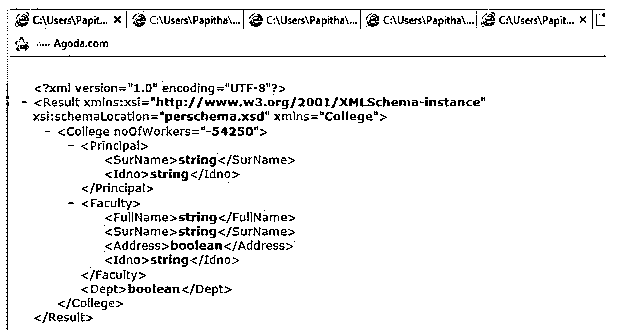 C:\Users\Papit... × C:\Users\Papitha\... C:\Users\Papitha\... C:\Users\Papitha\... C:\Users\Papit... ×
Agoda.com
<?xml version="1.0" encoding="UTF-8"?>
- <Result xmlns:xsi="http://www.w3.org/2001/XMLSchema-instance"
xsi:schemaLocation="perschema.xsd" xmlns="College">
- <College noOfWorkers="-54250">
- <Principal>
<SurName>string</SurName>
<Idno>string</Idno>
</Principal>
- <Faculty>
<FullName>string</FullName>
<SurName>string</SurName>
<Address>boolean</Address>
<Idno>string</Idno>
</Faculty>
<Dept>boolean</Dept>
</College>
</Result>